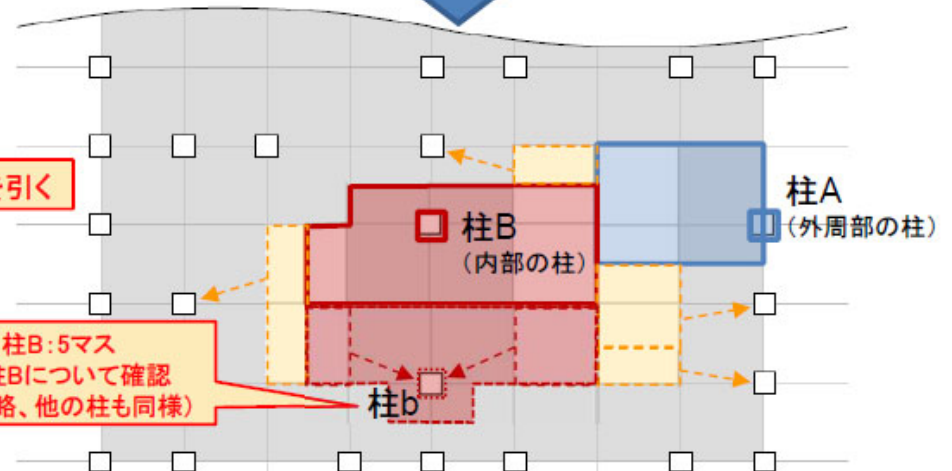 を引く
柱A
(外周部の柱)
柱B
(内部の柱)
柱B:5マス
柱Bについて確認
略、他の柱も同様)
柱b